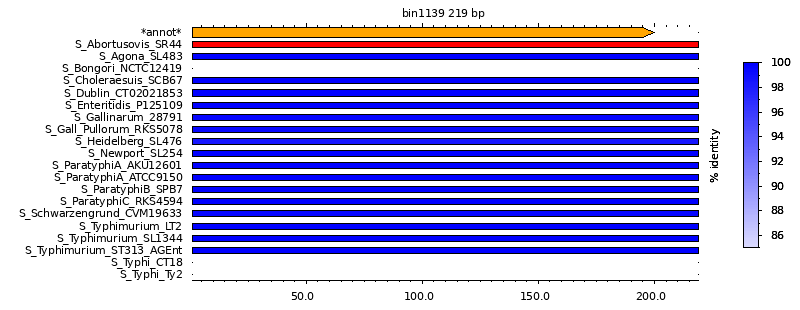 bin1139 219 bp
*annot*
S_Abortusovis_SR44
S_Agona_SL483
S_Bongori_NCTC12419
S_Choleraesuis_SCB67
S_Dublin_CT02021853
S_Enteritidis_P125109
S_Gallinarum_28791
S_Gall_Pullorum_RKS5078
S_Heidelberg_SL476
S_Newport_SL254
S_ParatyphiA_AKU12601
S_ParatyphiA_ATCC9150
S_ParatyphiB_SPB7
S_ParatyphiC_RKS4594
S_Schwarzengrund_CVM19633
S_Typhimurium_LT2
S_Typhimurium_SL1344
S_Typhimurium_ST313_AGEnt
S_Typhi_CT18
S_Typhi_Ty2
50.0 100.0 150.0 200.0
% identity
100
98
96
94
92
90
88
86